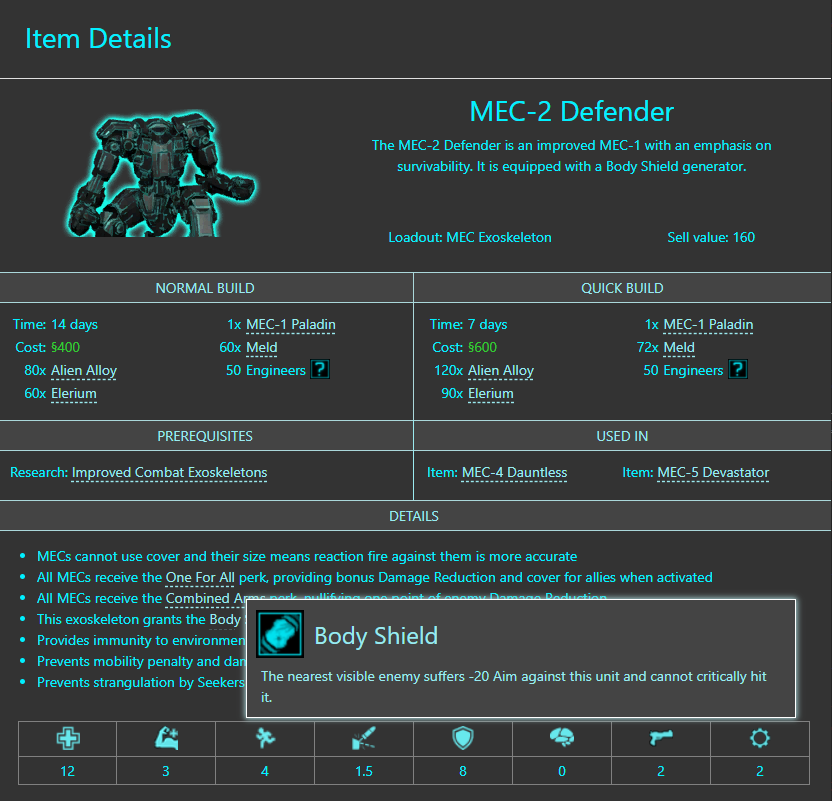 Item Details
MEC-2 Defender
The MEC-2 Defender is an improved MEC-1 with an emphasis on
survivability. It is equipped with a Body Shield generator.
Loadout: MEC Exoskeleton Sell value: 160
NORMAL BUILD
Time: 14 days 1x MEC-1 Paladin
Cost: §400 60x Meld
80x Alien Alloy 50 Engineers ?
60x Elerium
QUICK BUILD
Time: 7 days 1x MEC-1 Paladin
Cost: §600 72x Meld
120x Alien Alloy 50 Engineers ?
90x Elerium
PREREQUISITES
Research: Improved Combat Exoskeletons
USED IN
Item: MEC-4 Dauntless Item: MEC-5 Devastator
DETAILS
• MECs cannot use cover and their size means reaction fire against them is more accurate
• All MECs receive the One For All perk, providing bonus Damage Reduction and cover for allies when activated
• All MECs receive the Combined Arms perk, nullifying one point of enemy Damage Reduction
• This exoskeleton grants the Body
• Provides immunity to environmen
• Prevents mobility penalty and dam
• Prevents strangulation by Seekers
Body Shield
The nearest visible enemy suffers -20 Aim against this unit and cannot critically hit
it.
12 3 4 1.5 8 0 2 2